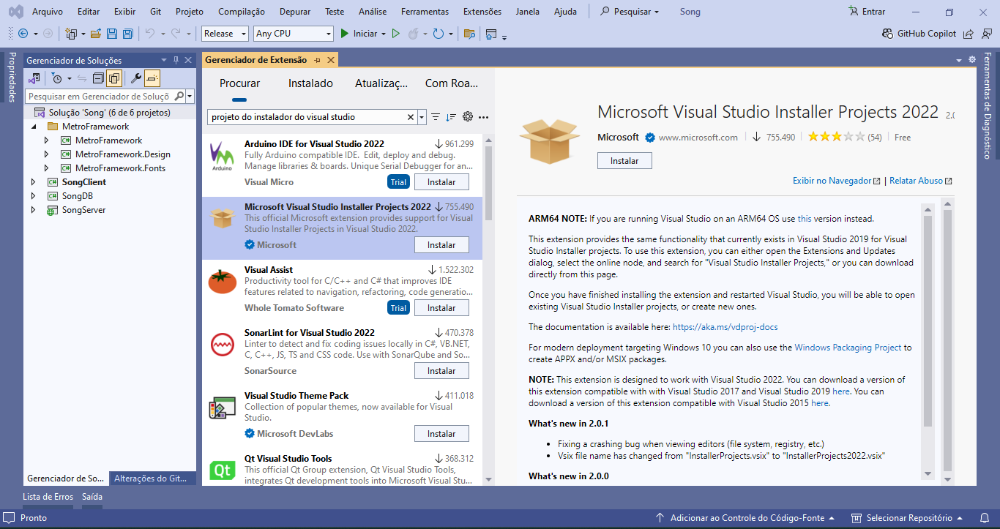 Arquivo Editar Exibir Git Projeto Compilação Depurar Teste Análise Ferramentas Extensões Janela Ajuda Pesquisar Song Entrar
Release Any CPU Iniciar GitHub Copilot
Propriedades
Gerenciador de Soluções
Pesquisar em Gerenciador de Soluçõ
Solução 'Song' (6 de 6 projetos)
MetroFramework
MetroFramework
MetroFramework.Design
MetroFramework.Fonts
SongClient
SongDB
SongServer
Gerenciador de So... Alterações do Git...
Gerenciador de Extensão
Procurar Instalado Atualizaç... Com Roa...
projeto do instalador do visual studio
Arduino IDE for Visual Studio 2022 961.299
Fully Arduino compatible IDE. Edit, deploy and debug.
Manage libraries & boards. Unique Serial Debugger for an...
Arduino
Visual Micro Trial Instalar
Microsoft Visual Studio Installer Projects 2022 755.490
This official Microsoft extension provides support for Visual
Studio Installer Projects in Visual Studio 2022.
Microsoft Instalar
Visual Assist 1.522.302
Productivity tool for C/C++ and C# that improves IDE
features related to navigation, refactoring, code generatio...
Whole Tomato Software Trial Instalar
SonarLint for Visual Studio 2022 470.378
Linter to detect and fix coding issues locally in C#, VB.NET,
C, C++, JS, TS and CSS code. Use with SonarQube and So...
SonarSource Instalar
Visual Studio Theme Pack 411.018
Collection of popular themes, now available for Visual
Studio.
Microsoft DevLabs Instalar
Qt Visual Studio Tools 368.312
This official Qt Group extension, Qt Visual Studio Tools,
integrates Qt development tools into Microsoft Visual Stu...
Qt
Microsoft Visual Studio Installer Projects 2022 2.0
Microsoft www.microsoft.com 755.490 (54) Free
Instalar
Exibir no Navegador | Relatar Abuso
ARM64 NOTE: If you are running Visual Studio on an ARM64 OS use this version instead.
This extension provides the same functionality that currently exists in Visual Studio 2019 for Visual
Studio Installer projects. To use this extension, you can either open the Extensions and Updates
dialog, select the online node, and search for "Visual Studio Installer Projects," or you can download
directly from this page.
Once you have finished installing the extension and restarted Visual Studio, you will be able to open
existing Visual Studio Installer projects, or create new ones.
The documentation is available here: https://aka.ms/vdproj-docs
For modern deployment targeting Windows 10 you can also use the Windows Packaging Project to
create APPX and/or MSIX packages.
NOTE: This extension is designed to work with Visual Studio 2022. You can download a version of
this extension compatible with with Visual Studio 2017 and Visual Studio 2019 here. You can
download a version of this extension compatible with Visual Studio 2015 here.
What's new in 2.0.1
• Fixing a crashing bug when viewing editors (file system, registry, etc.)
• Vsix file name has changed from "InstallerProjects.vsix" to "InstallerProjects2022.vsix"
What's new in 2.0.0
Ferramentas de Diagnóstico
Lista de Erros Saída
Pronto Adicionar ao Controle do Código-Fonte Selecionar Repositório